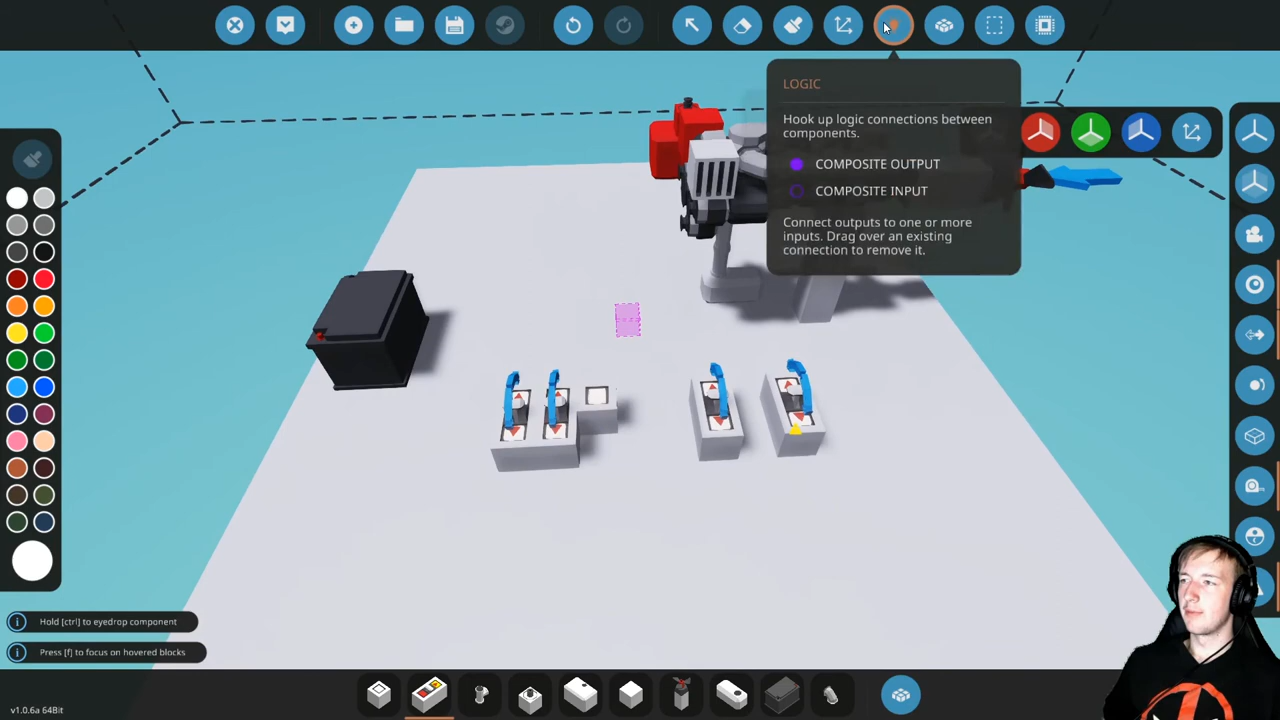 LOGIC
Hook up logic connections between
components.
COMPOSITE OUTPUT
COMPOSITE INPUT
Connect outputs to one or more
inputs. Drag over an existing
connection to remove it.
Hold [ctrl] to eyedrop component
Press [f] to focus on hovered blocks
v1.0.6a 64Bit